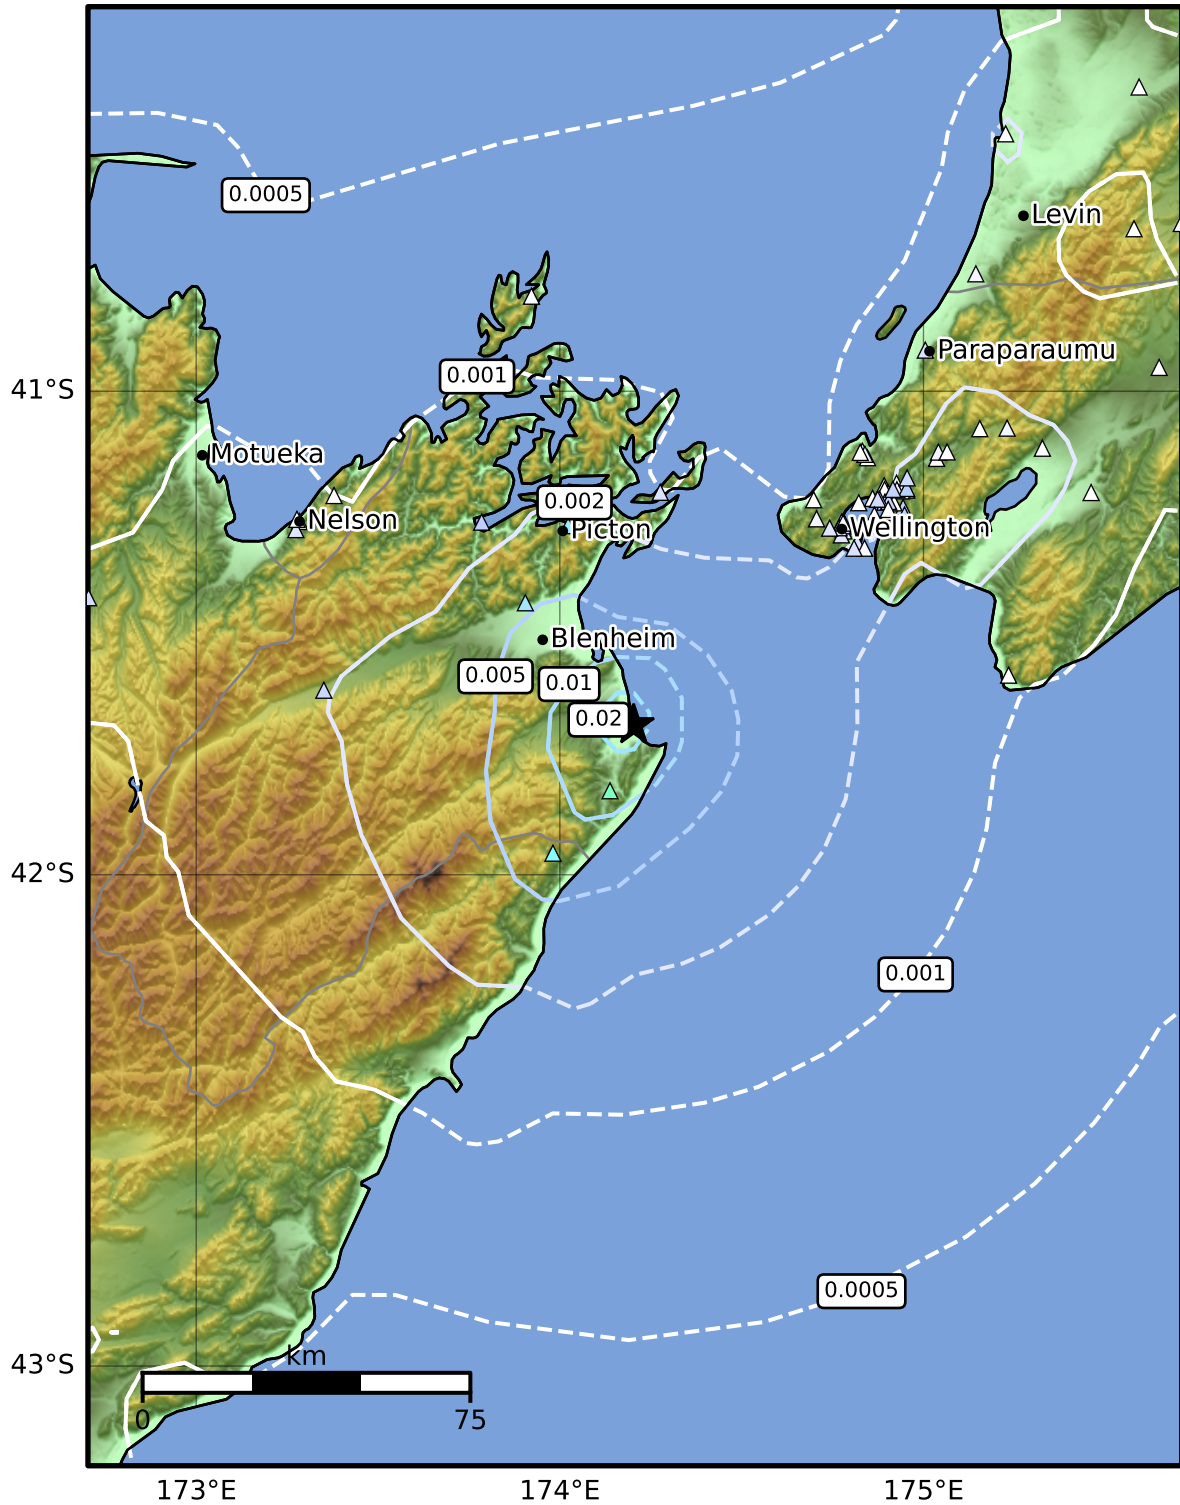 0.0005
Levin
Paraparaumu
0.001
41°S
Motueka
0.002
Nelson
Picton
Wellington
Blenheim
0.005
0.01
0.02
42°S
0.001
0.0005
43°S
km
0
75
173°E
174°E
175°E